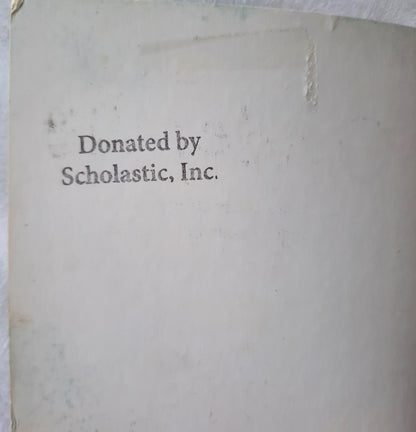 Donated by
Scholastic, Inc.